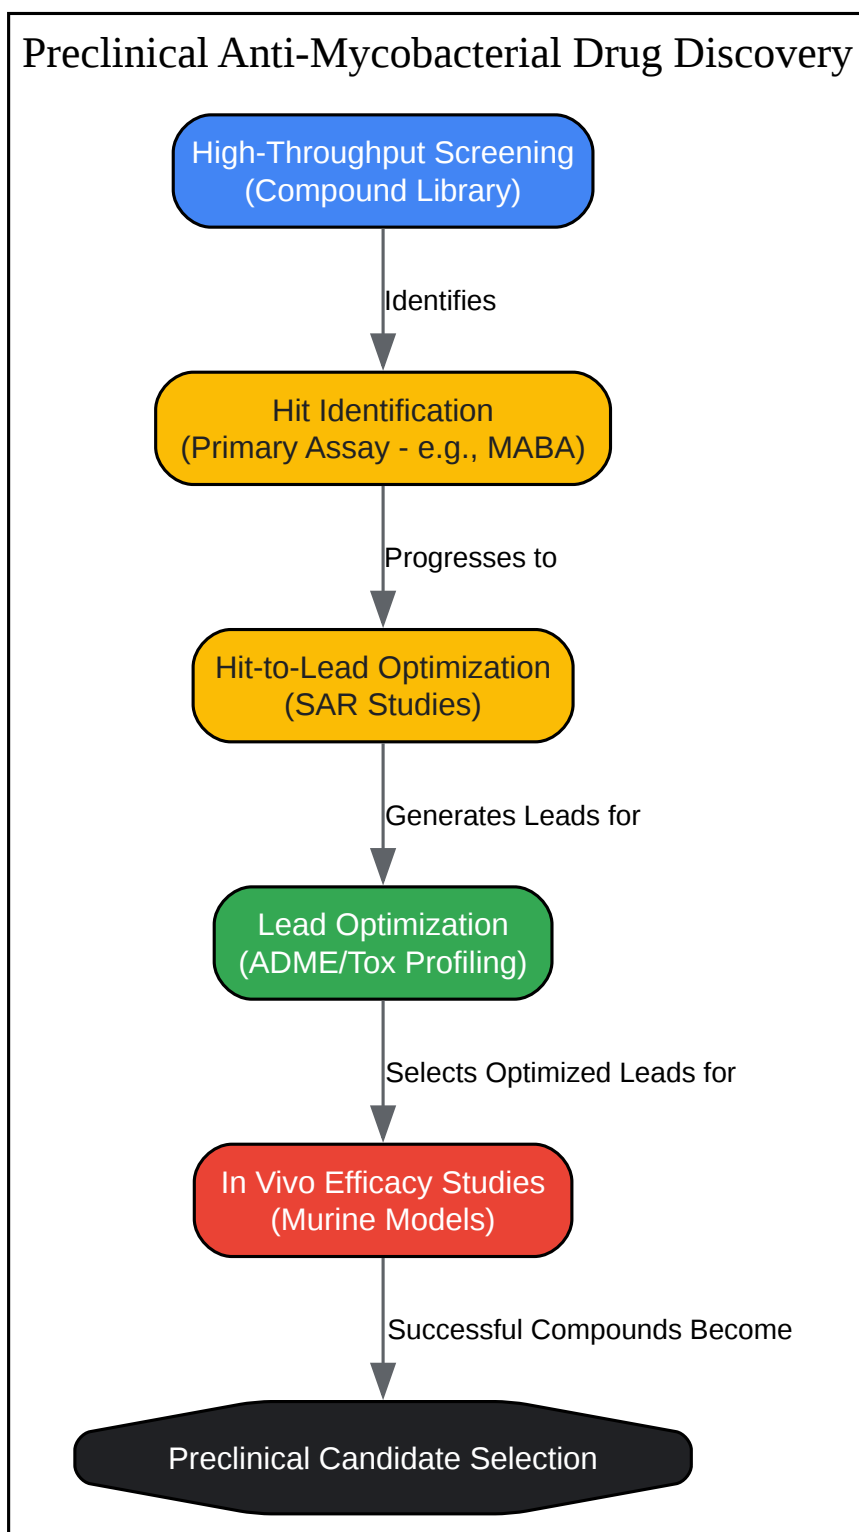 Preclinical Anti-Mycobacterial Drug Discovery
High-Throughput Screening
(Compound Library)
Identifies
Hit Identification
(Primary Assay - e.g., MABA)
Progresses to
Hit-to-Lead Optimization
(SAR Studies)
Generates Leads for
Lead Optimization
(ADME/Tox Profiling)
Selects Optimized Leads for
In Vivo Efficacy Studies
(Murine Models)
Successful Compounds Become
Preclinical Candidate Selection